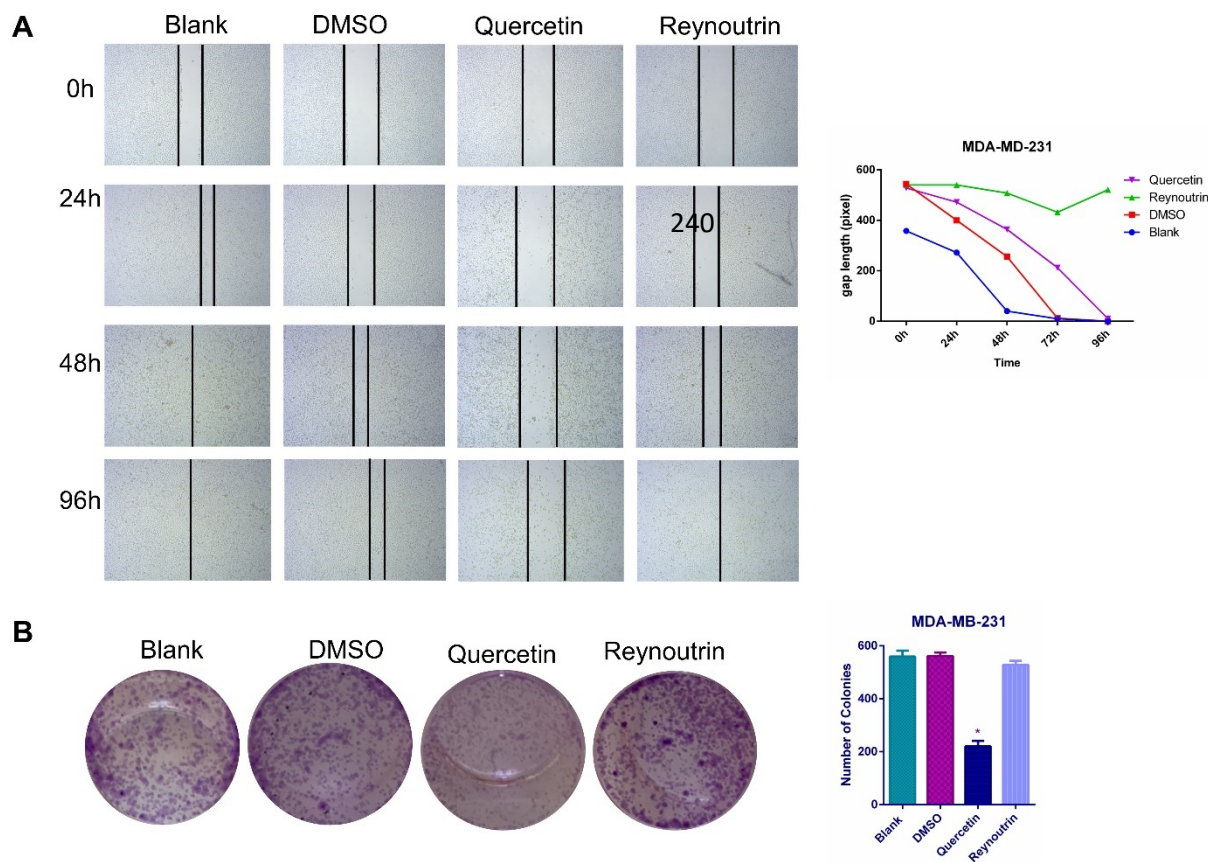 A
Blank DMSO Quercetin Reynoutrin
0h
24h
240
48h
96h
MDA-MD-231
gap length (pixel)
600
400
200
0
0h 24h 48h 72h 96h
Time
Quercetin
Reynoutrin
DMSO
Blank
B
Blank DMSO Quercetin Reynoutrin
MDA-MB-231
Number of Colonies
600
400
200
0
*
Blank DMSO Quercetin Reynoutrin